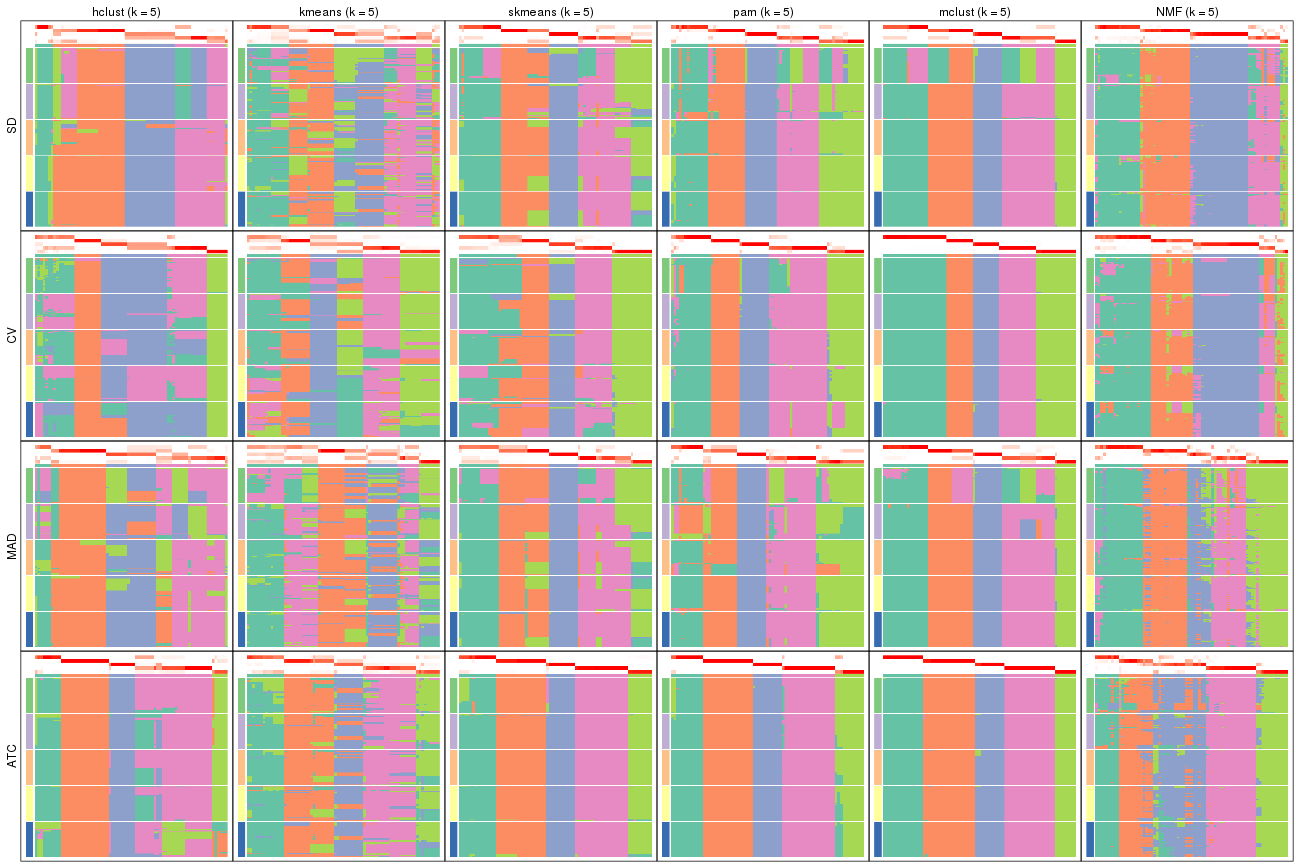 hclust (k = 5)
kmeans (k = 5)
skmeans (k = 5)
pam (k = 5)
mclust (k = 5)
NMF (k = 5)
SD
CV
MAD
ATC